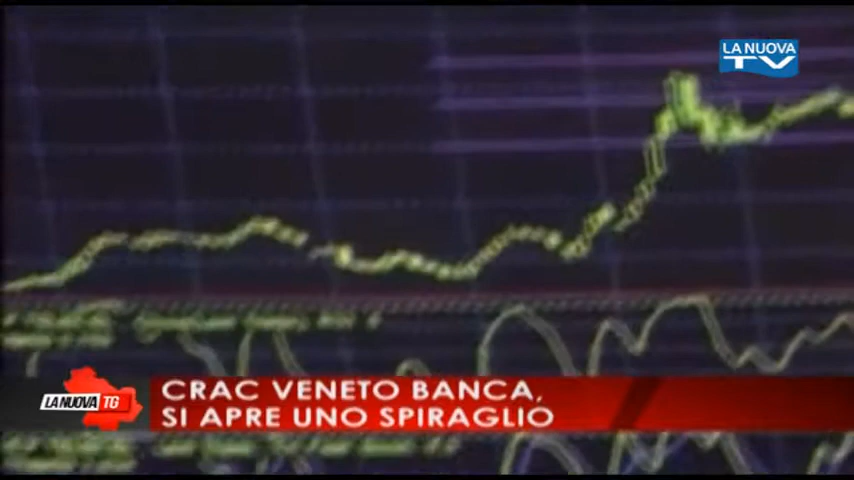 LA NUOVA
TV
CRAC VENETO BANCA,
SI APRE UNO SPIRAGLIO
LA NUOVA TG